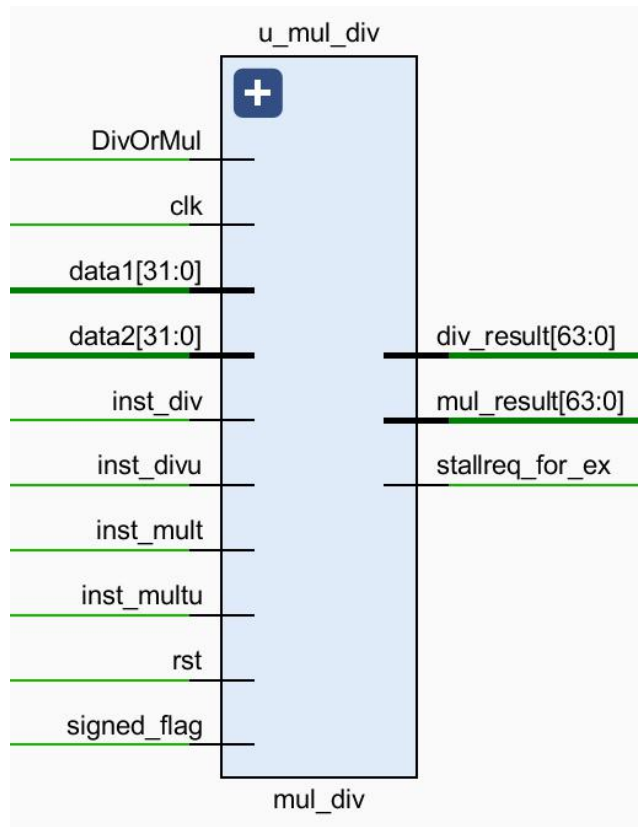 u_mul_div
DivOrMul
clk
data1[31:0]
data2[31:0]
div_result[63:0]
inst_div
mul_result[63:0]
inst_divu
stallreq_for_ex
inst_mult
inst_multu
rst
signed_flag
mul_div